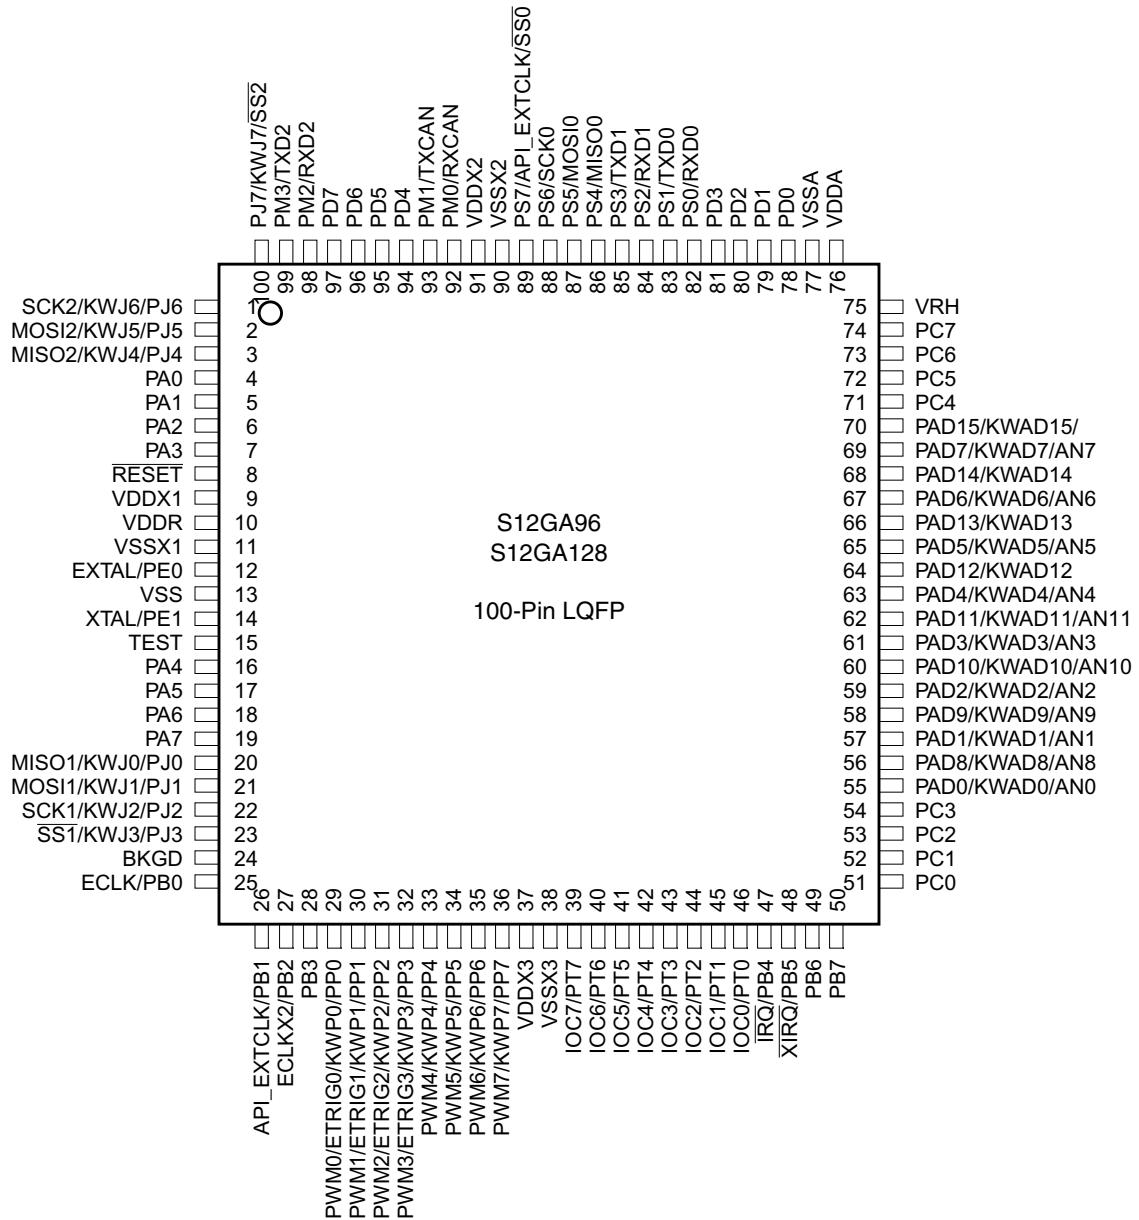 PJ7/KWJ7/SS2
PM3/TXD2
PM2/RXD2
PD7
PD6
PD5
PD4
PM1/TXCAN
PM0/RXCAN
VDDX2
VSSX2
PS7/API_EXTCLK/SS0
PS6/SCK0
PS5/MOSI0
PS4/MISO0
PS3/TXD1
PS2/RXD1
PS1/TXD0
PS0/RXD0
PD3
PD2
PD1
PD0
VSSA
VDDA
100
99
98
97
96
95
94
93
92
91
90
89
88
87
86
85
84
83
82
81
80
79
78
77
76
SCK2/KWJ6/PJ6 1
MOSI2/KWJ5/PJ5 2
MISO2/KWJ4/PJ4 3
PA0 4
PA1 5
PA2 6
PA3 7
RESET 8
VDDX1 9
VDDR 10
VSSX1 11
EXTAL/PE0 12
VSS 13
XTAL/PE1 14
TEST 15
PA4 16
PA5 17
PA6 18
PA7 19
MISO1/KWJ0/PJ0 20
MOSI1/KWJ1/PJ1 21
SCK1/KWJ2/PJ2 22
SS1/KWJ3/PJ3 23
BKGD 24
ECLK/PB0 25
S12GA96
S12GA128
100-Pin LQFP
75 VRH
74 PC7
73 PC6
72 PC5
71 PC4
70 PAD15/KWAD15/
69 PAD7/KWAD7/AN7
68 PAD14/KWAD14
67 PAD6/KWAD6/AN6
66 PAD13/KWAD13
65 PAD5/KWAD5/AN5
64 PAD12/KWAD12
63 PAD4/KWAD4/AN4
62 PAD11/KWAD11/AN11
61 PAD3/KWAD3/AN3
60 PAD10/KWAD10/AN10
59 PAD2/KWAD2/AN2
58 PAD9/KWAD9/AN9
57 PAD1/KWAD1/AN1
56 PAD8/KWAD8/AN8
55 PAD0/KWAD0/AN0
54 PC3
53 PC2
52 PC1
51 PC0
26
27
28
29
30
31
32
33
34
35
36
37
38
39
40
41
42
43
44
45
46
47
48
49
50
API_EXTCLK/PB1
ECLKX2/PB2
PB3
PWM0/ETRIG0/KWP0/PP0
PWM1/ETRIG1/KWP1/PP1
PWM2/ETRIG2/KWP2/PP2
PWM3/ETRIG3/KWP3/PP3
PWM4/KWP4/PP4
PWM5/KWP5/PP5
PWM6/KWP6/PP6
PWM7/KWP7/PP7
VDDX3
VSSX3
IOC7/PT7
IOC6/PT6
IOC5/PT5
IOC4/PT4
IOC3/PT3
IOC2/PT2
IOC1/PT1
IOC0/PT0
IRQ/PB4
XIRQ/PB5
PB6
PB7